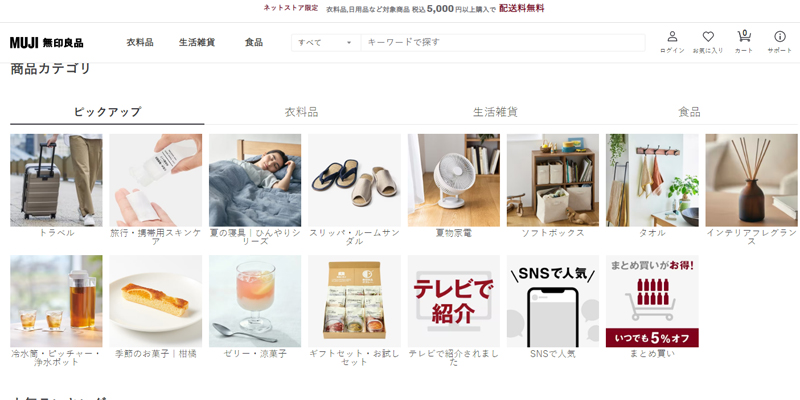 ネットストア限定 衣料品,日用品など対象商品 税込5,000円以上購入で 配送料無料
MUJI 無印良品 衣料品 生活雑貨 食品 すべて キーワードで探す ログイン お気に入り カート サポート
商品カテゴリ
ピックアップ 衣料品 生活雑貨 食品
トラベル
旅行・携帯用スキンケ
ア
夏の寝具｜ひんやりシ
リーズ
スリッパ・ルームサン
ダル
夏物家電
ソフトボックス
タオル
インテリアフレグラン
ス
冷水筒・ピッチャー・
浄水ポット
季節のお菓子｜柑橘
ゼリー・涼菓子
ギフトセット・お試し
セット
テレビで
紹介
テレビで紹介されまし
た
SNSで人気
SNSで人気
まとめ買いがお得!
いつでも5%オフ
まとめ買い